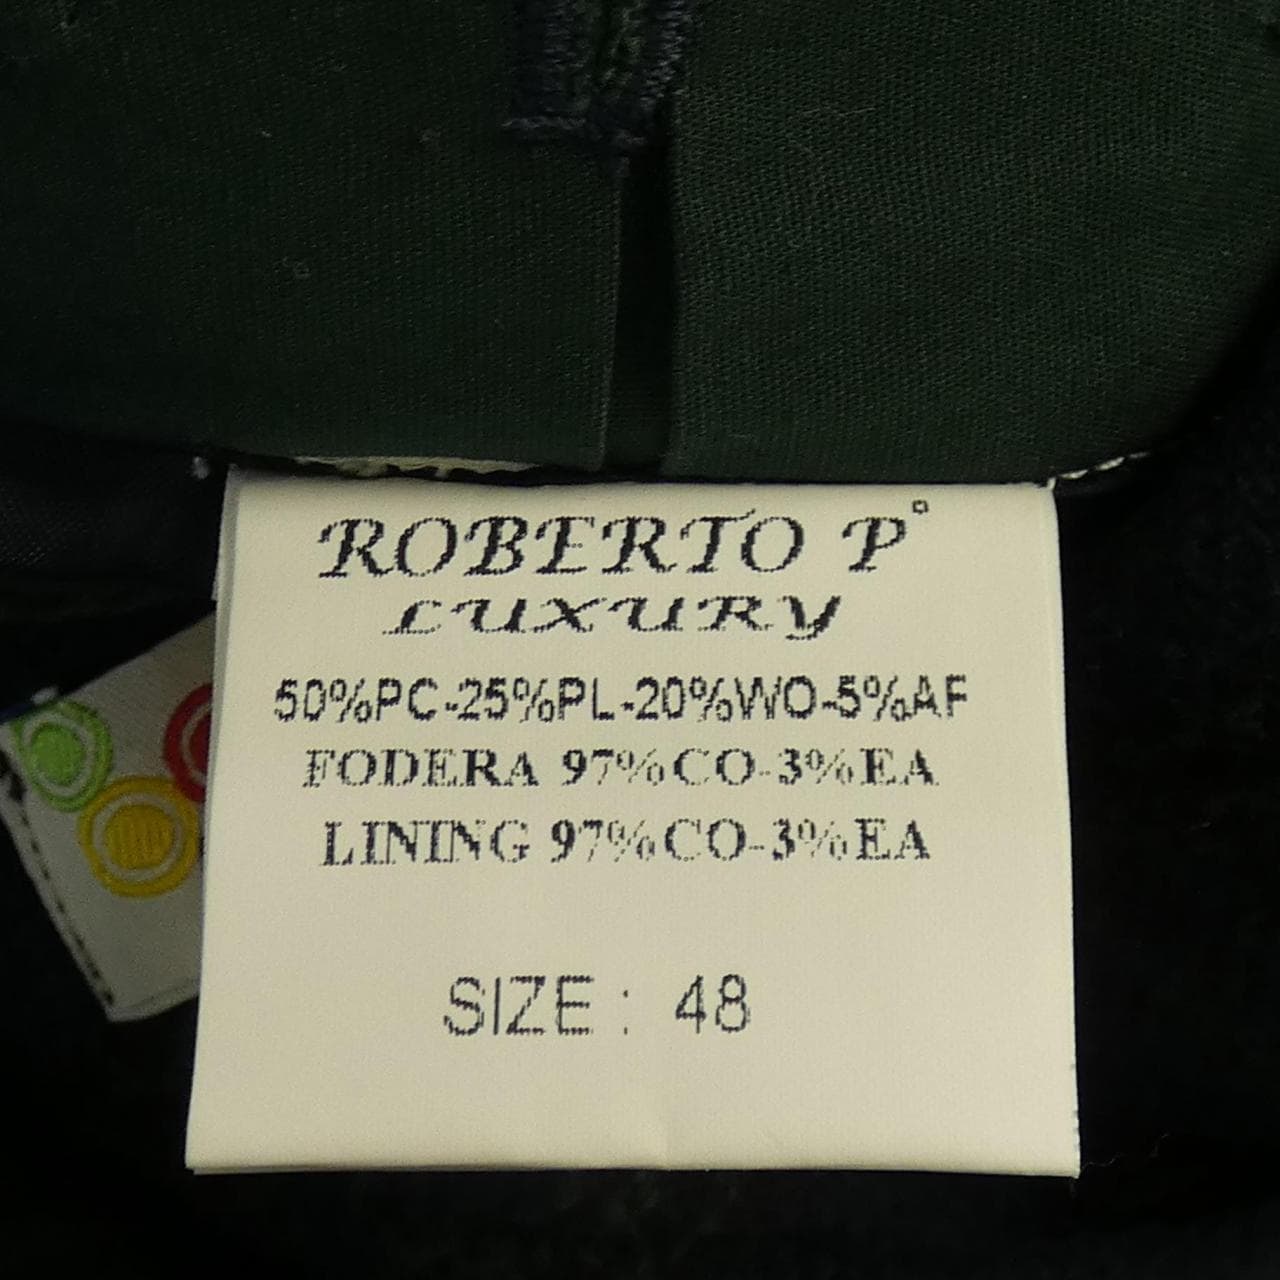 ROBERTO P°
LUXURY
50%PC-25%PL-20%WO-5%AF
FODERA 97%CO-3%EA
LINING 97%CO-3%EA
SIZE : 48